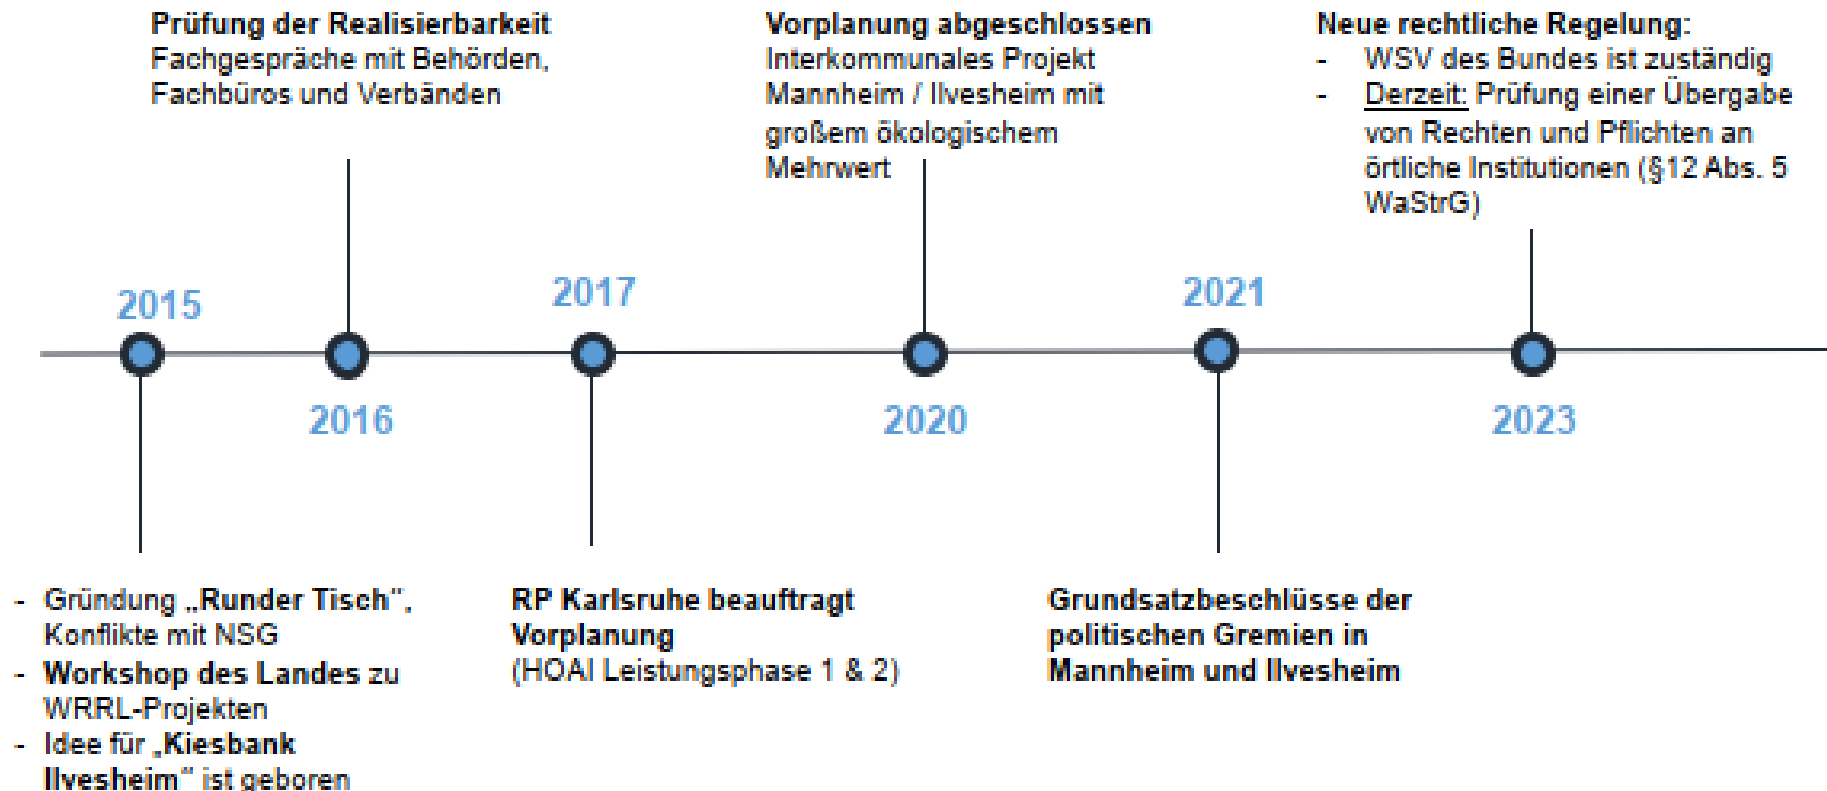 Prüfung der Realisierbarkeit
Fachgespräche mit Behörden,
Fachbüros und Verbänden
Vorplanung abgeschlossen
Interkommunales Projekt
Mannheim / Ilvesheim mit
großem ökologischem
Mehrwert
Neue rechtliche Regelung:
- WSV des Bundes ist zuständig
- Derzeit: Prüfung einer Übergabe
von Rechten und Pflichten an
örtliche Institutionen (§12 Abs. 5
WaStrG)
2015
2016
2017
2020
2021
2023
- Gründung „Runder Tisch“,
Konflikte mit NSG
- Workshop des Landes zu
WRRL-Projekten
- Idee für „Kiesbank
Ilvesheim“ ist geboren
RP Karlsruhe beauftragt
Vorplanung
(HOAI Leistungsphase 1 & 2)
Grundsatzbeschlüsse der
politischen Gremien in
Mannheim und Ilvesheim